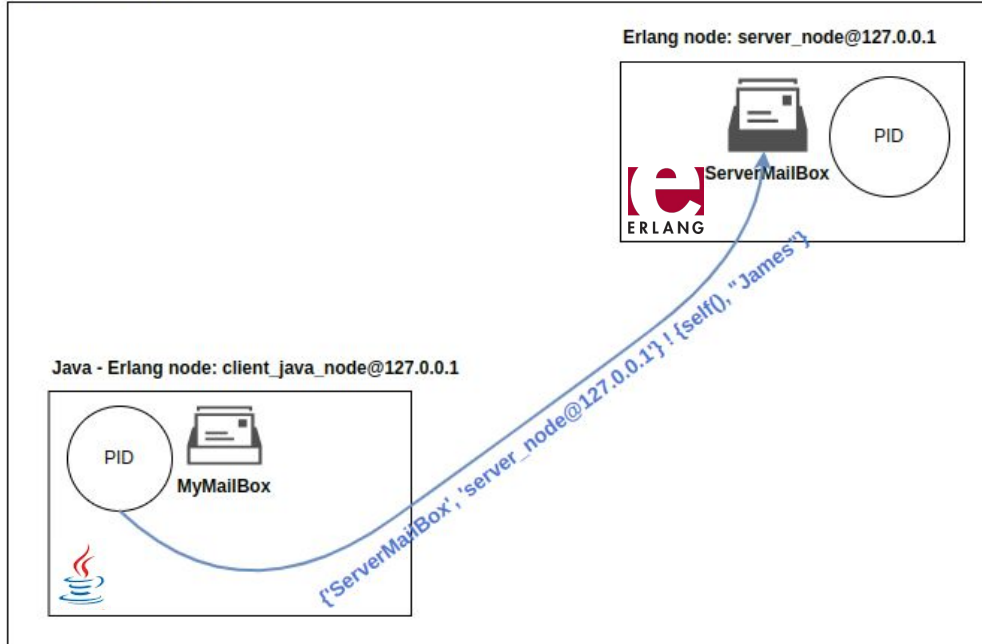 Erlang node: server_node@127.0.0.1
PID
ServerMailBox
ERLANG
{'ServerMailBox', 'server_node@127.0.0.1'} ! {self(), "James"}
Java - Erlang node: client_java_node@127.0.0.1
PID
MyMailBox